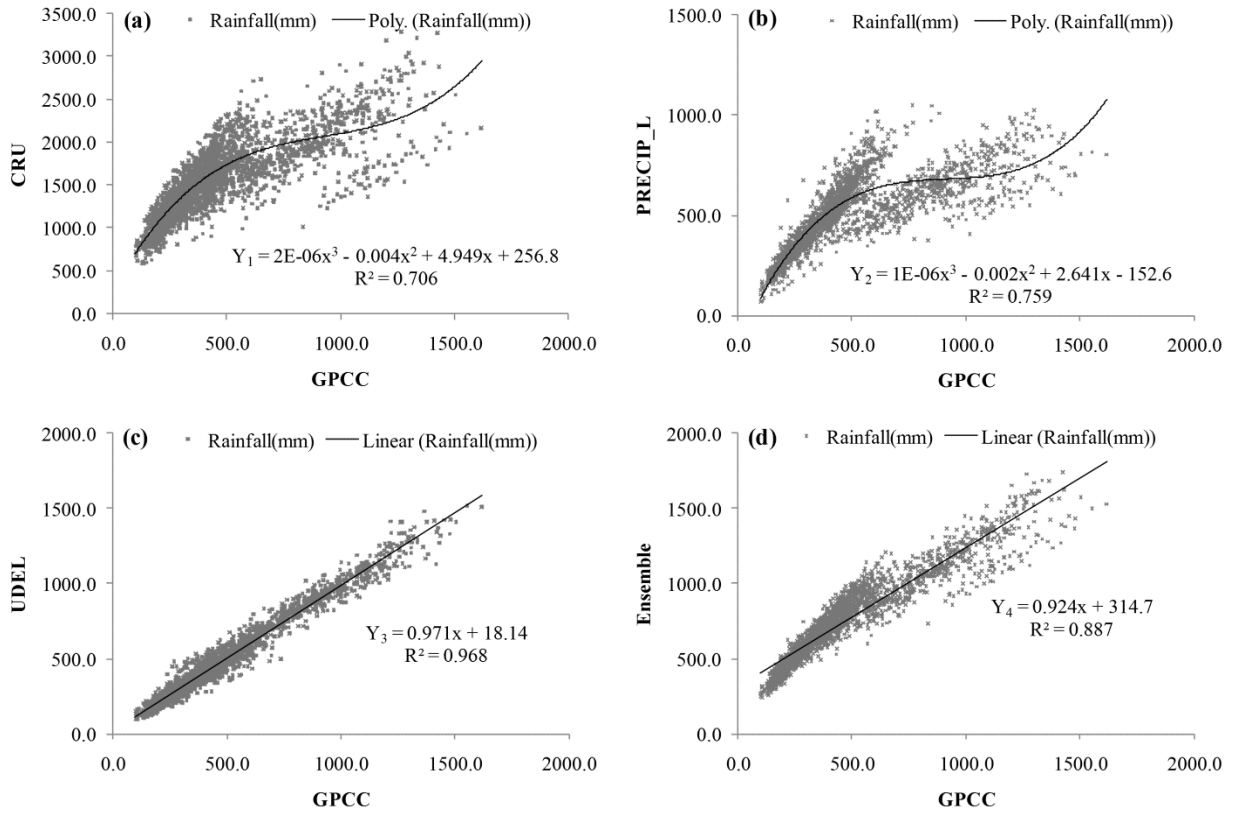 (a) Rainfall(mm) Poly. (Rainfall(mm))
3500.0
3000.0
2500.0
2000.0
1500.0
1000.0
500.0
0.0
CRU
Y₁ = 2E-06x³ - 0.004x² + 4.949x + 256.8
R² = 0.706
0.0 500.0 1000.0 1500.0 2000.0
GPCC
(b) Rainfall(mm) Poly. (Rainfall(mm))
1500.0
1000.0
500.0
0.0
PRECIP_L
Y₂ = 1E-06x³ - 0.002x² + 2.641x - 152.6
R² = 0.759
0.0 500.0 1000.0 1500.0 2000.0
GPCC
(c) Rainfall(mm) Linear (Rainfall(mm))
2000.0
1500.0
1000.0
500.0
0.0
UDEL
Y₃ = 0.971x + 18.14
R² = 0.968
0.0 500.0 1000.0 1500.0 2000.0
GPCC
(d) Rainfall(mm) Linear (Rainfall(mm))
2000.0
1500.0
1000.0
500.0
0.0
Ensemble
Y₄ = 0.924x + 314.7
R² = 0.887
0.0 500.0 1000.0 1500.0 2000.0
GPCC